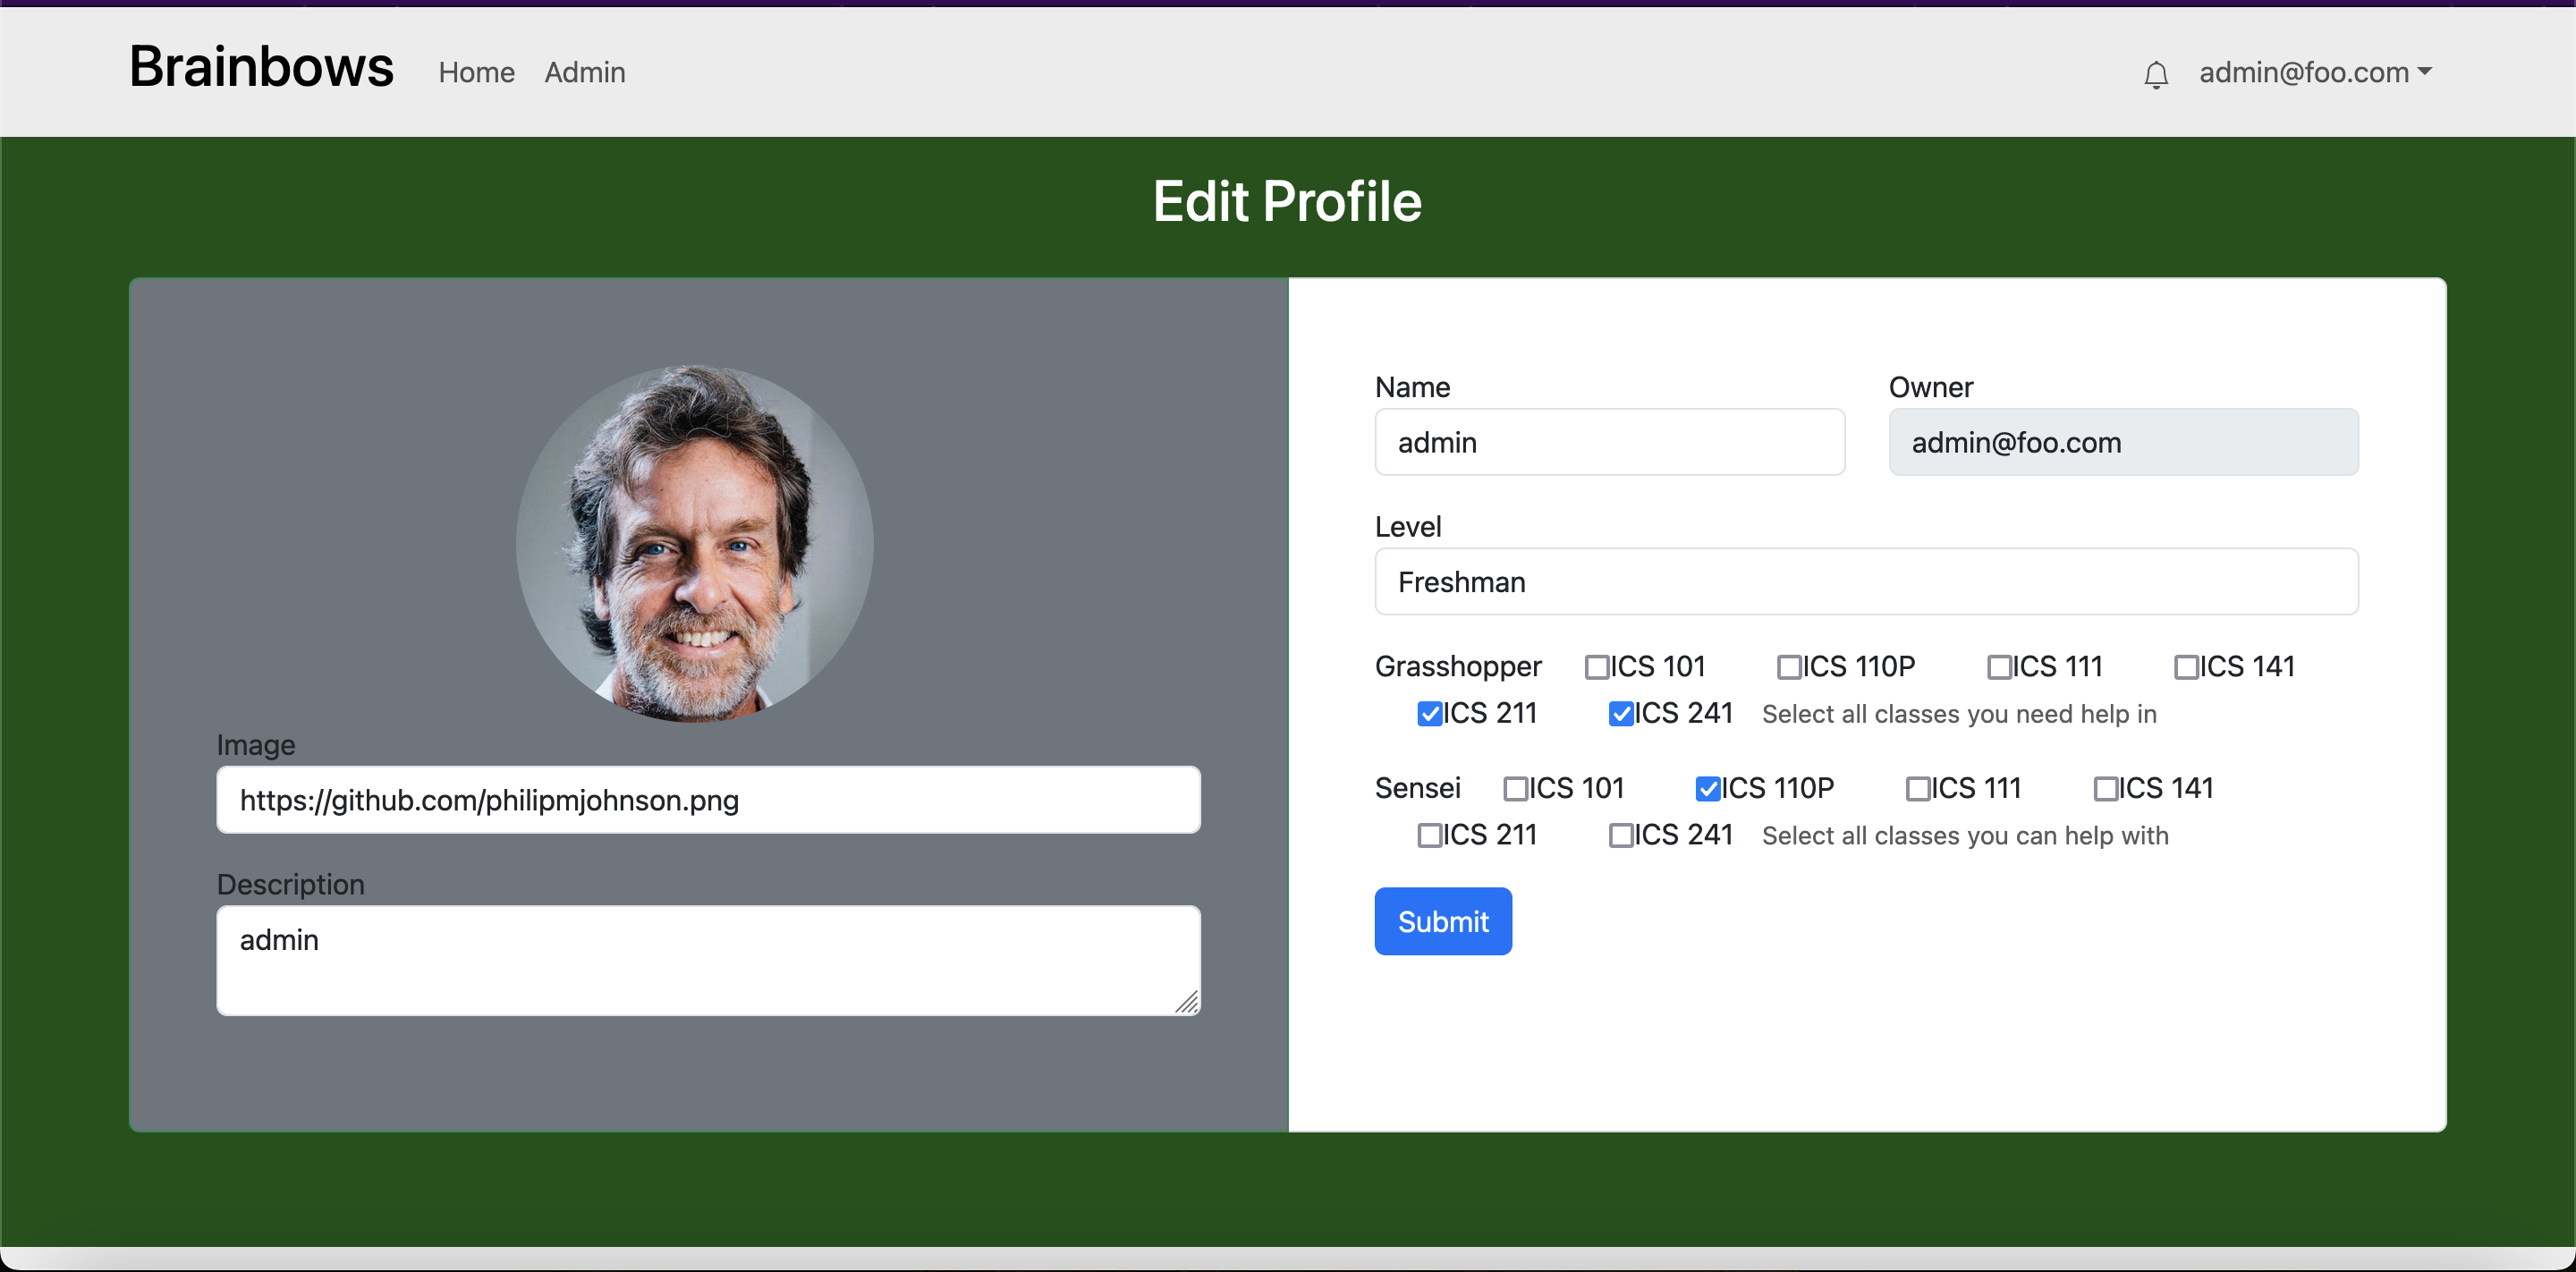 Brainbows Home Admin admin@foo.com
Edit Profile
Image
https://github.com/philipmjohnson.png
Description
admin
Name Owner
admin admin@foo.com
Level
Freshman
Grasshopper ICS 101 ICS 110P ICS 111 ICS 141
ICS 211 ICS 241 Select all classes you need help in
Sensei ICS 101 ICS 110P ICS 111 ICS 141
ICS 211 ICS 241 Select all classes you can help with
Submit